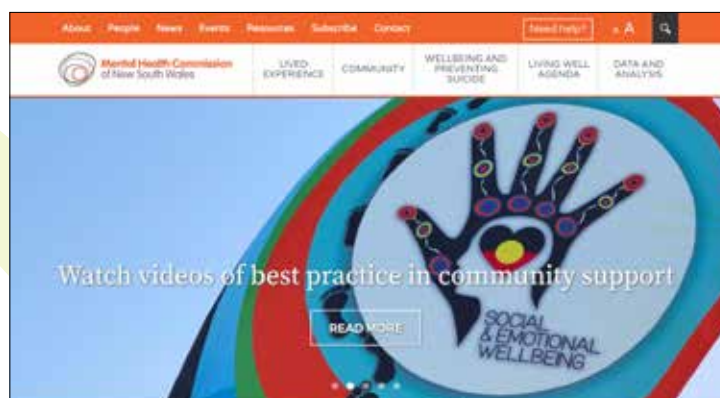 About People News Events Resources Subscribe Contact Need help? A A
Mental Health Commission
of New South Wales
LIVED
EXPERIENCE
COMMUNITY
WELLBEING AND
PREVENTING
SUICIDE
LIVING WELL
AGENDA
DATA AND
ANALYSIS
Watch videos of best practice in community support
READ MORE
SOCIAL
& EMOTIONAL
WELLBEING